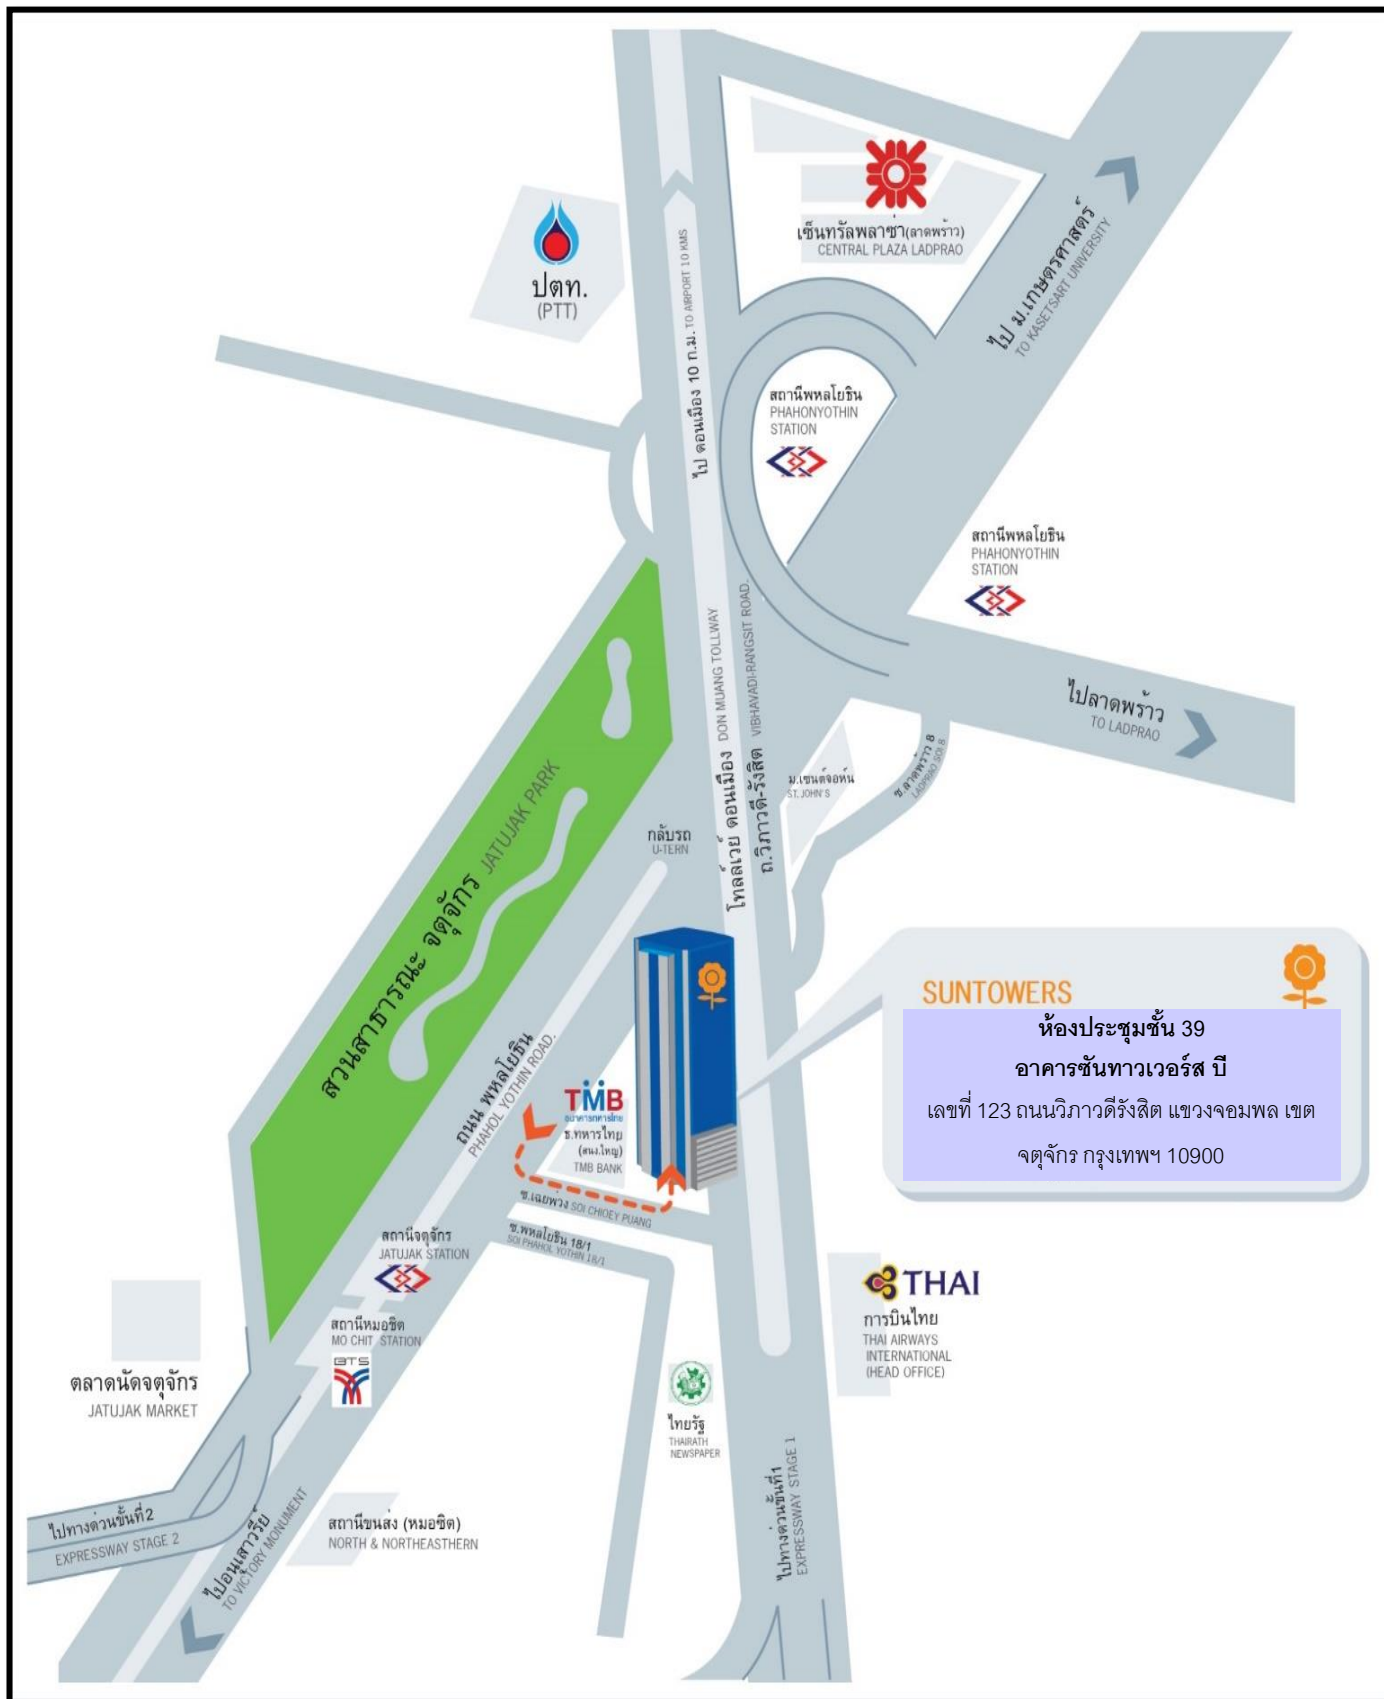 เซ็นทรัลพลาซ่า(ลาดพร้าว)
CENTRAL PLAZA LADPRAO
ปตท.
(PTT)
ไป ดอนเมือง 10 ก.ม. TO AIRPORT 10 KMS
ไป ม.เกษตรศาสตร์
TO KASETSART UNIVERSITY
สถานีพหลโยธิน
PHAHONYOTHIN
STATION
สถานีพหลโยธิน
PHAHONYOTHIN
STATION
ไปลาดพร้าว
TO LADPRAO
ซ.ลาดพร้าว 8
LADPRAO SOI 8
โทลล์เวย์ ดอนเมือง DON MUANG TOLLWAY
ถ.วิภาวดี-รังสิต VIBHAVADI-RANGSIT ROAD.
ม.เซนต์จอห์น
ST. JOHN'S
กลับรถ
U-TERN
สวนสาธารณะ จตุจักร JATUJAK PARK
ถนน พหลโยธิน
PHAHOL YOTHIN ROAD.
SUNTOWERS
ห้องประชุมชั้น 39
อาคารซันทาวเวอร์ส บี
เลขที่ 123 ถนนวิภาวดีรังสิต แขวงจอมพล เขต
จตุจักร กรุงเทพฯ 10900
TMB
ธนาคารทหารไทย
ธ.ทหารไทย
(สนง.ใหญ่)
TMB BANK
ซ.เฉยพ่วง SOI CHIOEY PUANG
ซ.พหลโยธิน 18/1
SOI PHAHOL YOTHIN 18/1
สถานีจตุจักร
JATUJAK STATION
สถานีหมอชิต
MO CHIT STATION
BTS
THAI
การบินไทย
THAI AIRWAYS
INTERNATIONAL
(HEAD OFFICE)
ตลาดนัดจตุจักร
JATUJAK MARKET
ไทยรัฐ
THAIRATH
NEWSPAPER
ไปทางด่วนขั้นที่1
EXPRESSWAY STAGE 1
ไปทางด่วนขั้นที่2
EXPRESSWAY STAGE 2
ไปอนุเสาวรีย์
TO VICTORY MONUMENT
สถานีขนส่ง (หมอชิต)
NORTH & NORTHEASTHERN